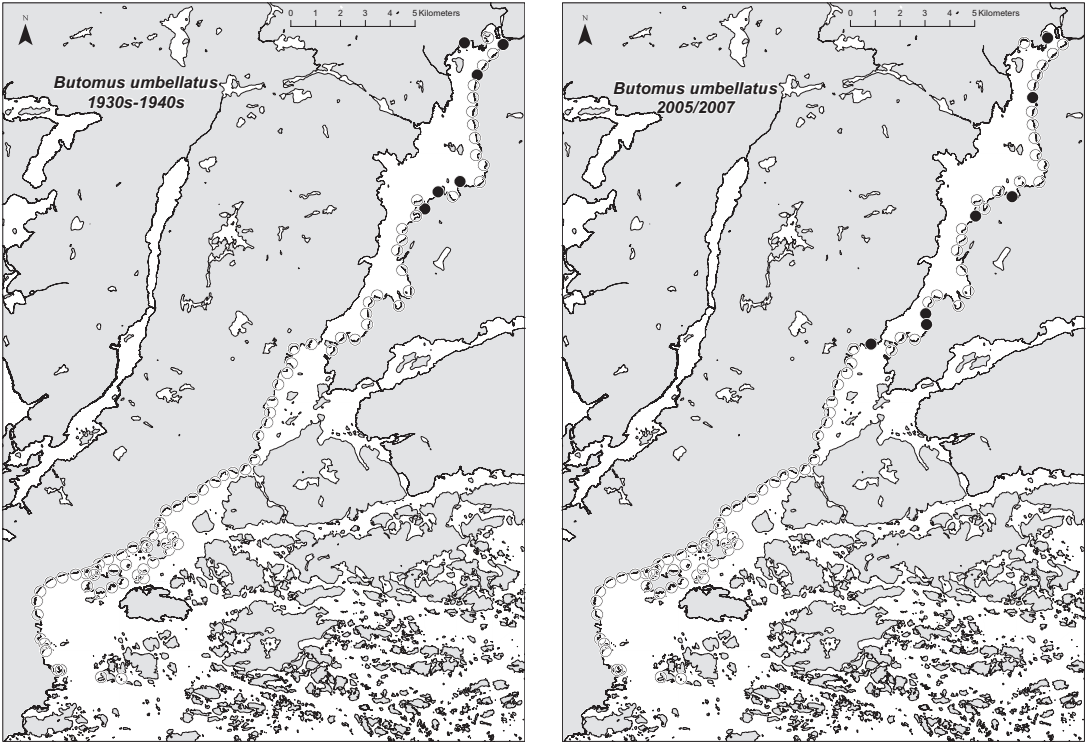 N
0 1 2 3 4 5 Kilometers
Butomus umbellatus
1930s-1940s
N
0 1 2 3 4 5 Kilometers
Butomus umbellatus
2005/2007